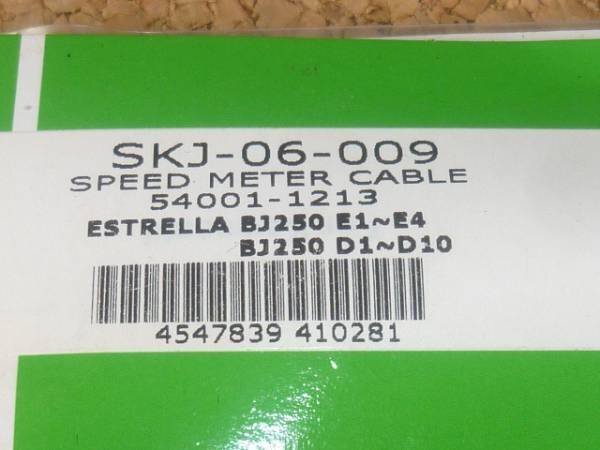 SKJ-06-009
SPEED METER CABLE
54001-1213
ESTRELLA BJ250 E1~E4
BJ250 D1~D10
4547839 410281